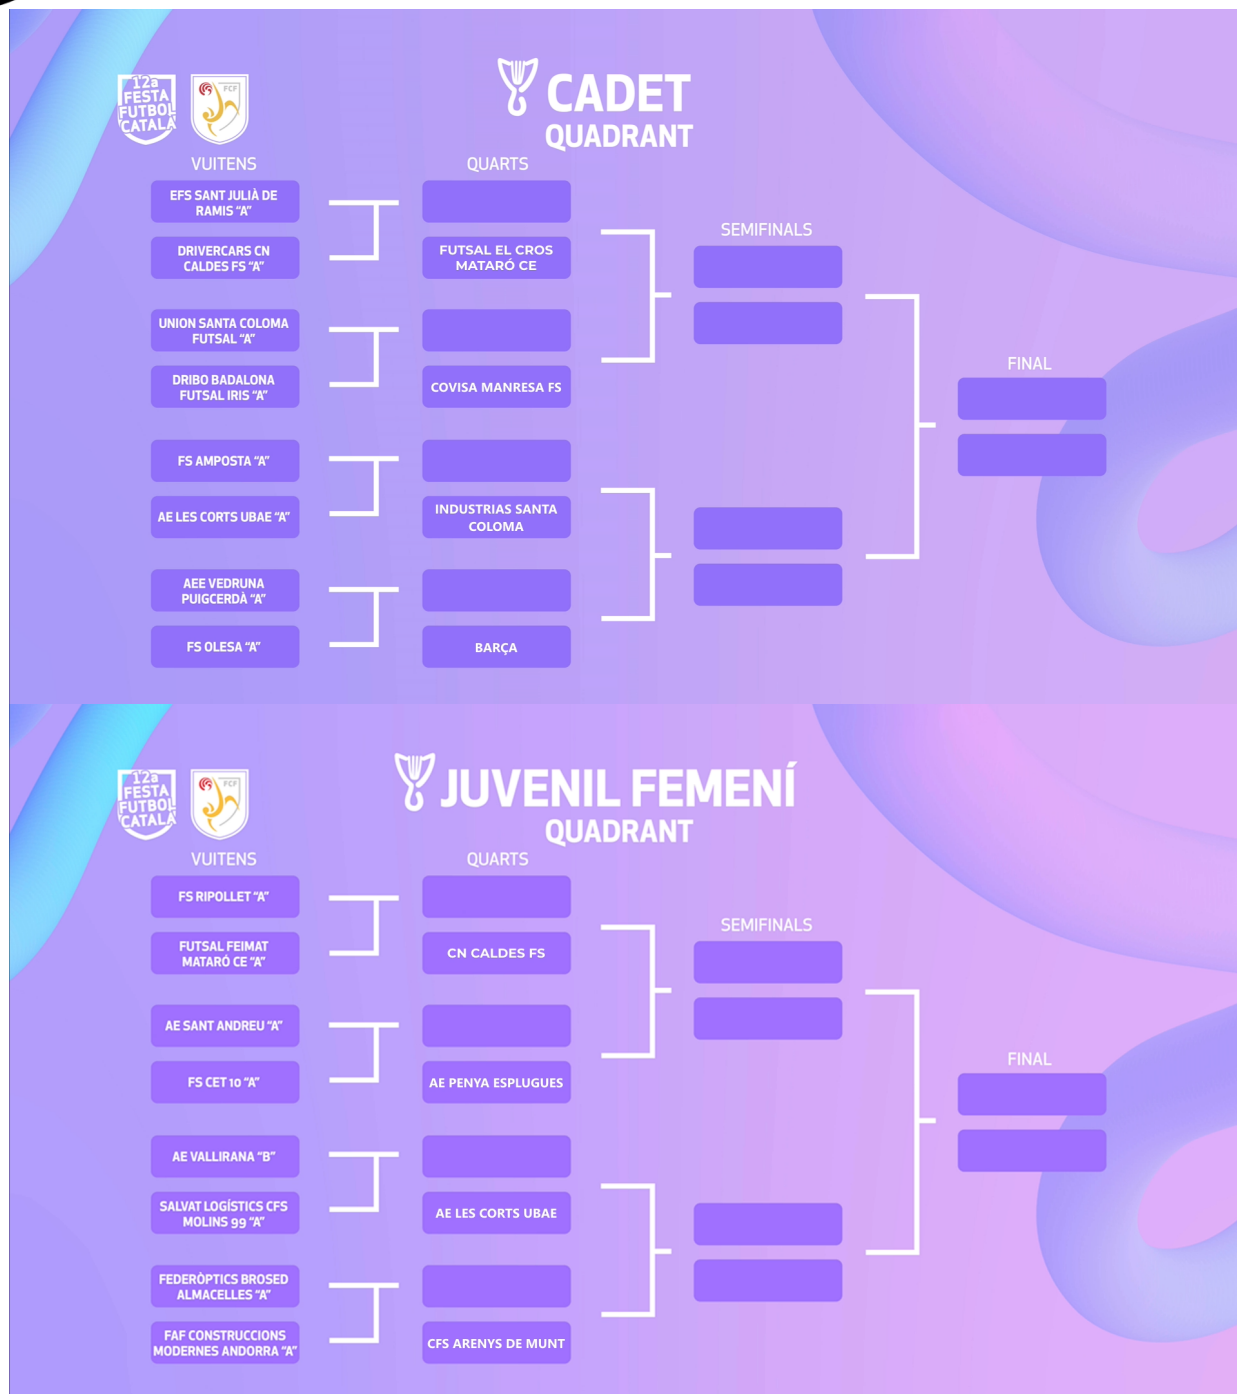 12a
FESTA
FUTBOL
CATALÀ
FCF
CADET
QUADRANT
VUITENS
QUARTS
EFS SANT JULIÀ DE
RAMIS “A”
DRIVERCARS CN
CALDES FS “A”
FUTSAL EL CROS
MATARÓ CE
SEMIFINALS
UNION SANTA COLOMA
FUTSAL “A”
DRIBO BADALONA
FUTSAL IRIS “A”
COVISA MANRESA FS
FINAL
FS AMPOSTA “A”
AE LES CORTS UBAE “A”
INDUSTRIAS SANTA
COLOMA
AEE VEDRUNA
PUIGCERDÀ “A”
FS OLESA “A”
BARÇA
12a
FESTA
FUTBOL
CATALÀ
FCF
JUVENIL FEMENÍ
QUADRANT
VUITENS
QUARTS
FS RIPOLLET “A”
FUTSAL FEIMAT
MATARÓ CE “A”
CN CALDES FS
SEMIFINALS
AE SANT ANDREU “A”
FS CET 10 “A”
AE PENYA ESPLUGUES
FINAL
AE VALLIRANA “B”
SALVAT LOGÍSTICS CFS
MOLINS 99 “A”
AE LES CORTS UBAE
FEDERÒPTICS BROSED
ALMACELLES “A”
FAF CONSTRUCCIONS
MODERNES ANDORRA “A”
CFS ARENYS DE MUNT